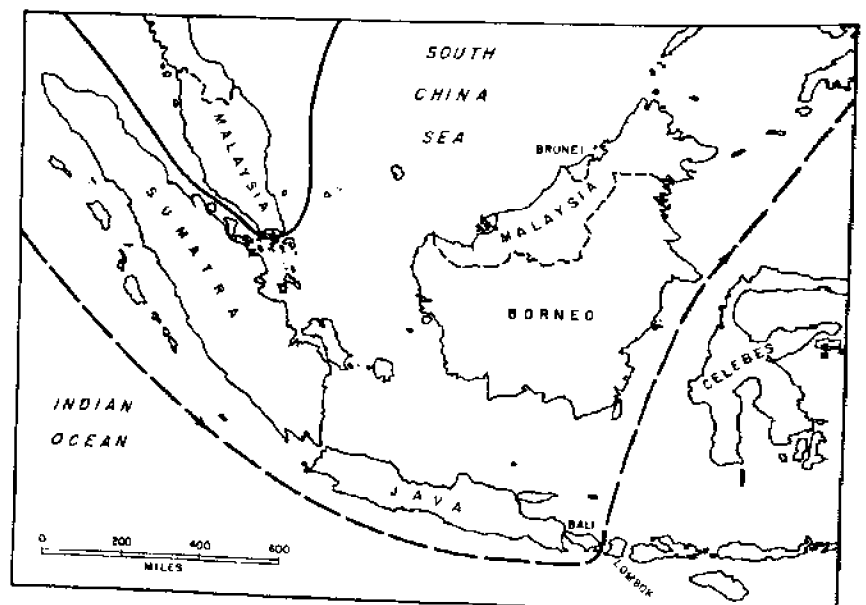 SOUTH
CHINA
SEA
MALAYSIA
BRUNEI
MALAYSIA
SUMATRA
BORNEO
CELEBES
INDIAN
OCEAN
JAVA
BALI
LOMBOK
0 200 400 600
MILES